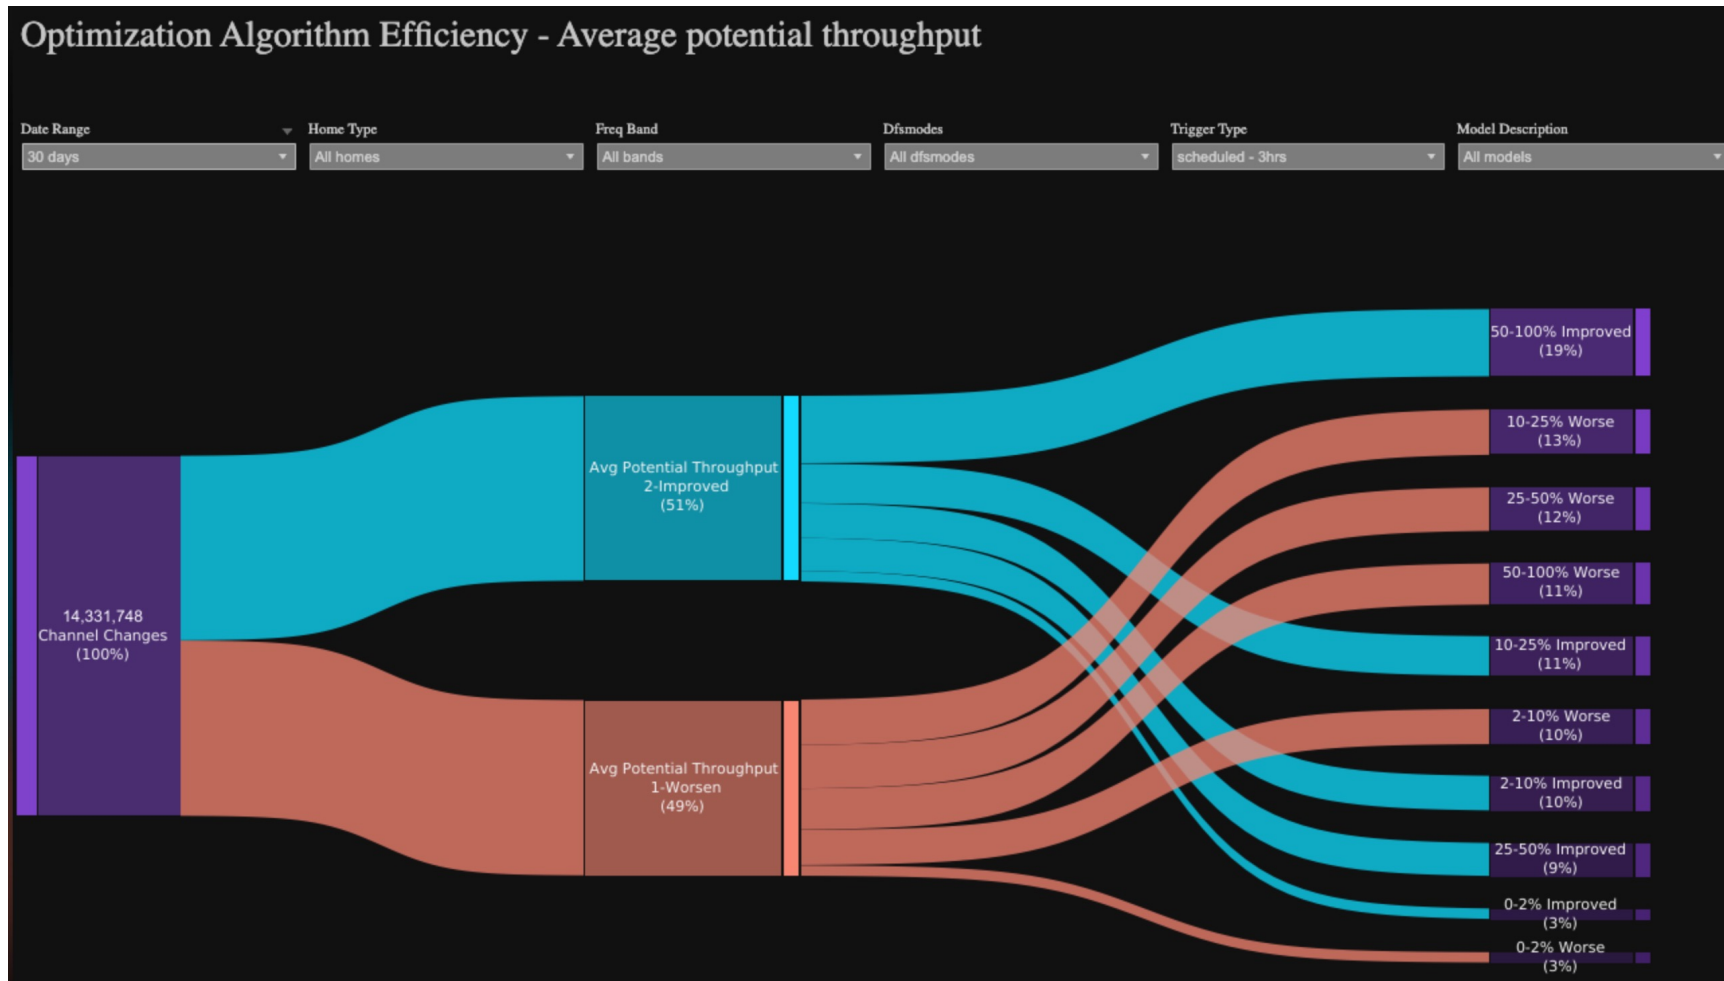 Optimization Algorithm Efficiency - Average potential throughput
Date Range
Home Type
Freq Band
Dfsmodes
Trigger Type
Model Description
30 days
All homes
All bands
All dfsmodes
scheduled - 3hrs
All models
14,331,748
Channel Changes
(100%)
Avg Potential Throughput
2-Improved
(51%)
Avg Potential Throughput
1-Worsen
(49%)
50-100% Improved
(19%)
10-25% Worse
(13%)
25-50% Worse
(12%)
50-100% Worse
(11%)
10-25% Improved
(11%)
2-10% Worse
(10%)
2-10% Improved
(10%)
25-50% Improved
(9%)
0-2% Improved
(3%)
0-2% Worse
(3%)